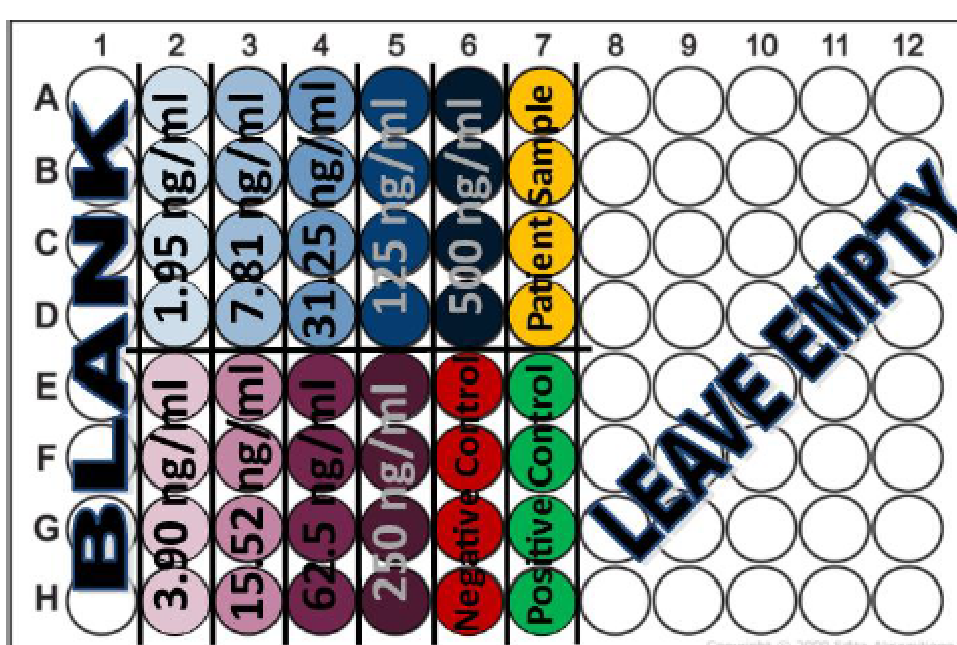 1 2 3 4 5 6 7 8 9 10 11 12
A
B
C
D
E
F
G
H
BLANK
1.95 ng/ml
7.81 ng/ml
31.25 ng/ml
125 ng/ml
500 ng/ml
Patient Sample
3.90 ng/ml
15.52 ng/ml
62.5 ng/ml
250 ng/ml
Negative Control
Positive Control
LEAVE EMPTY